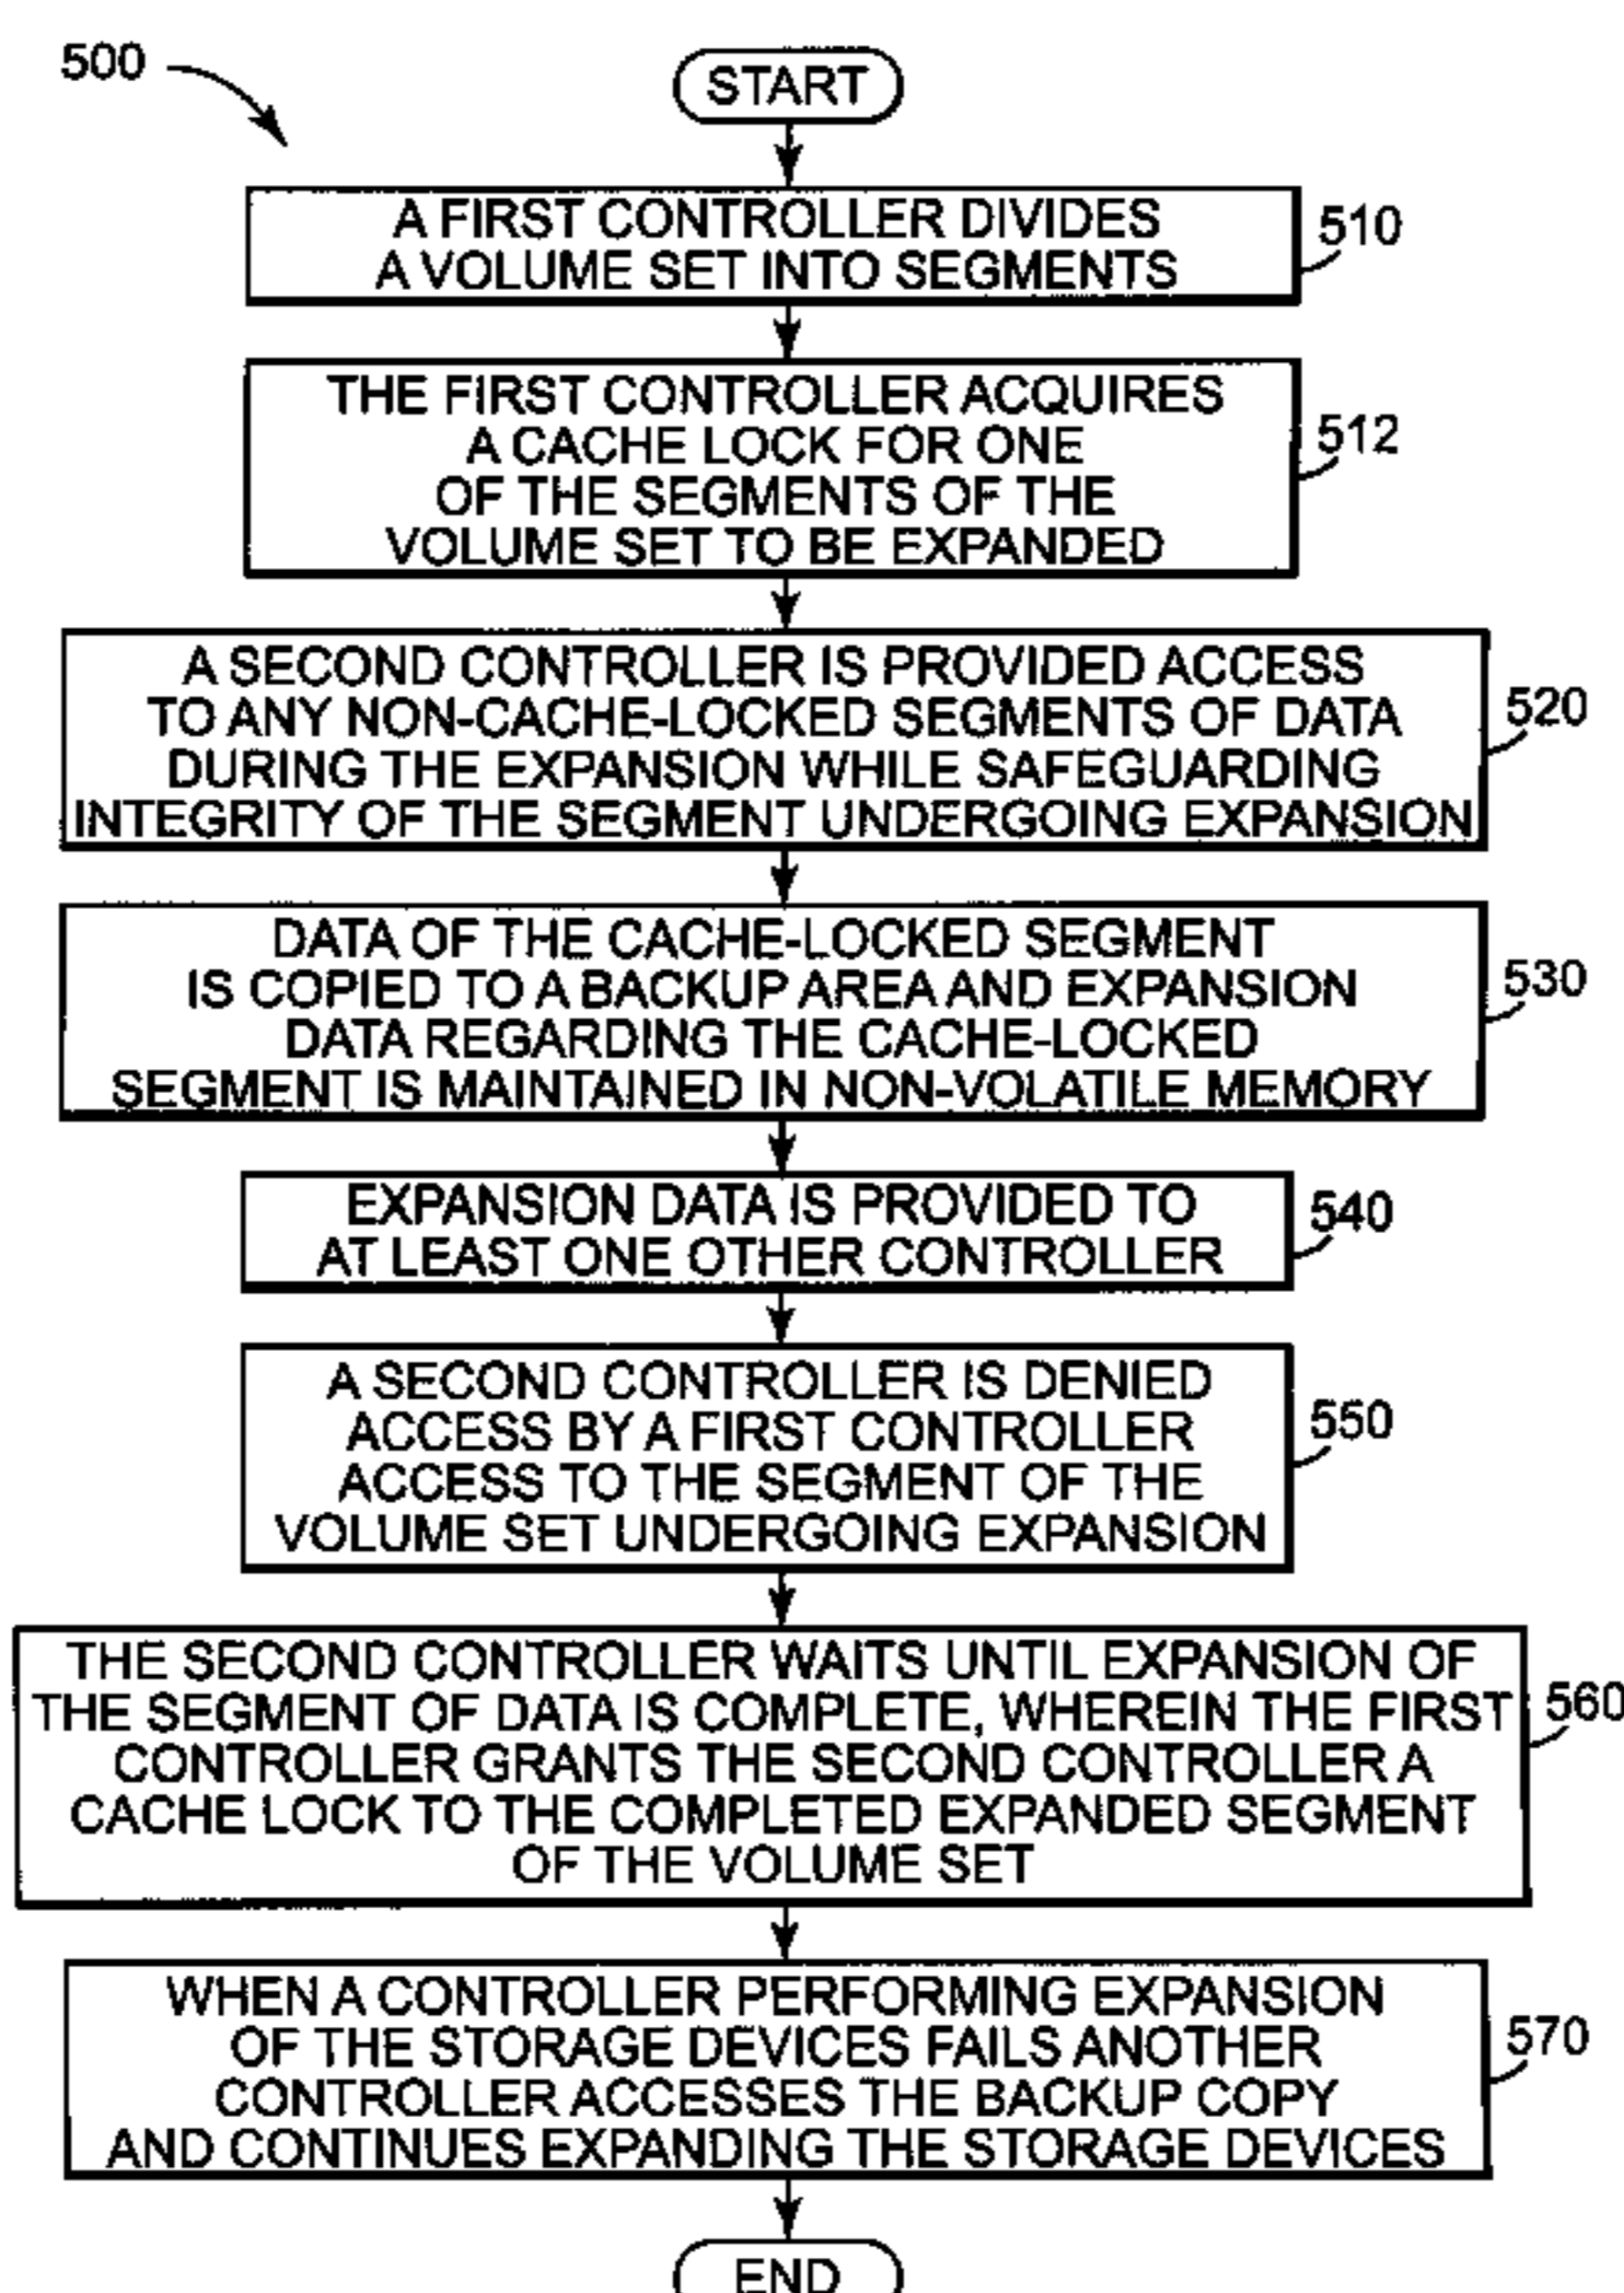 500
START
A FIRST CONTROLLER DIVIDES
A VOLUME SET INTO SEGMENTS
510
THE FIRST CONTROLLER ACQUIRES
A CACHE LOCK FOR ONE
OF THE SEGMENTS OF THE
VOLUME SET TO BE EXPANDED
512
A SECOND CONTROLLER IS PROVIDED ACCESS
TO ANY NON-CACHE-LOCKED SEGMENTS OF DATA
DURING THE EXPANSION WHILE SAFEGUARDING
INTEGRITY OF THE SEGMENT UNDERGOING EXPANSION
520
DATA OF THE CACHE-LOCKED SEGMENT
IS COPIED TO A BACKUP AREA AND EXPANSION
DATA REGARDING THE CACHE-LOCKED
SEGMENT IS MAINTAINED IN NON-VOLATILE MEMORY
530
EXPANSION DATA IS PROVIDED TO
AT LEAST ONE OTHER CONTROLLER
540
A SECOND CONTROLLER IS DENIED
ACCESS BY A FIRST CONTROLLER
ACCESS TO THE SEGMENT OF THE
VOLUME SET UNDERGOING EXPANSION
550
THE SECOND CONTROLLER WAITS UNTIL EXPANSION OF
THE SEGMENT OF DATA IS COMPLETE, WHEREIN THE FIRST
CONTROLLER GRANTS THE SECOND CONTROLLER A
CACHE LOCK TO THE COMPLETED EXPANDED SEGMENT
OF THE VOLUME SET
560
WHEN A CONTROLLER PERFORMING EXPANSION
OF THE STORAGE DEVICES FAILS ANOTHER
CONTROLLER ACCESSES THE BACKUP COPY
AND CONTINUES EXPANDING THE STORAGE DEVICES
570
END